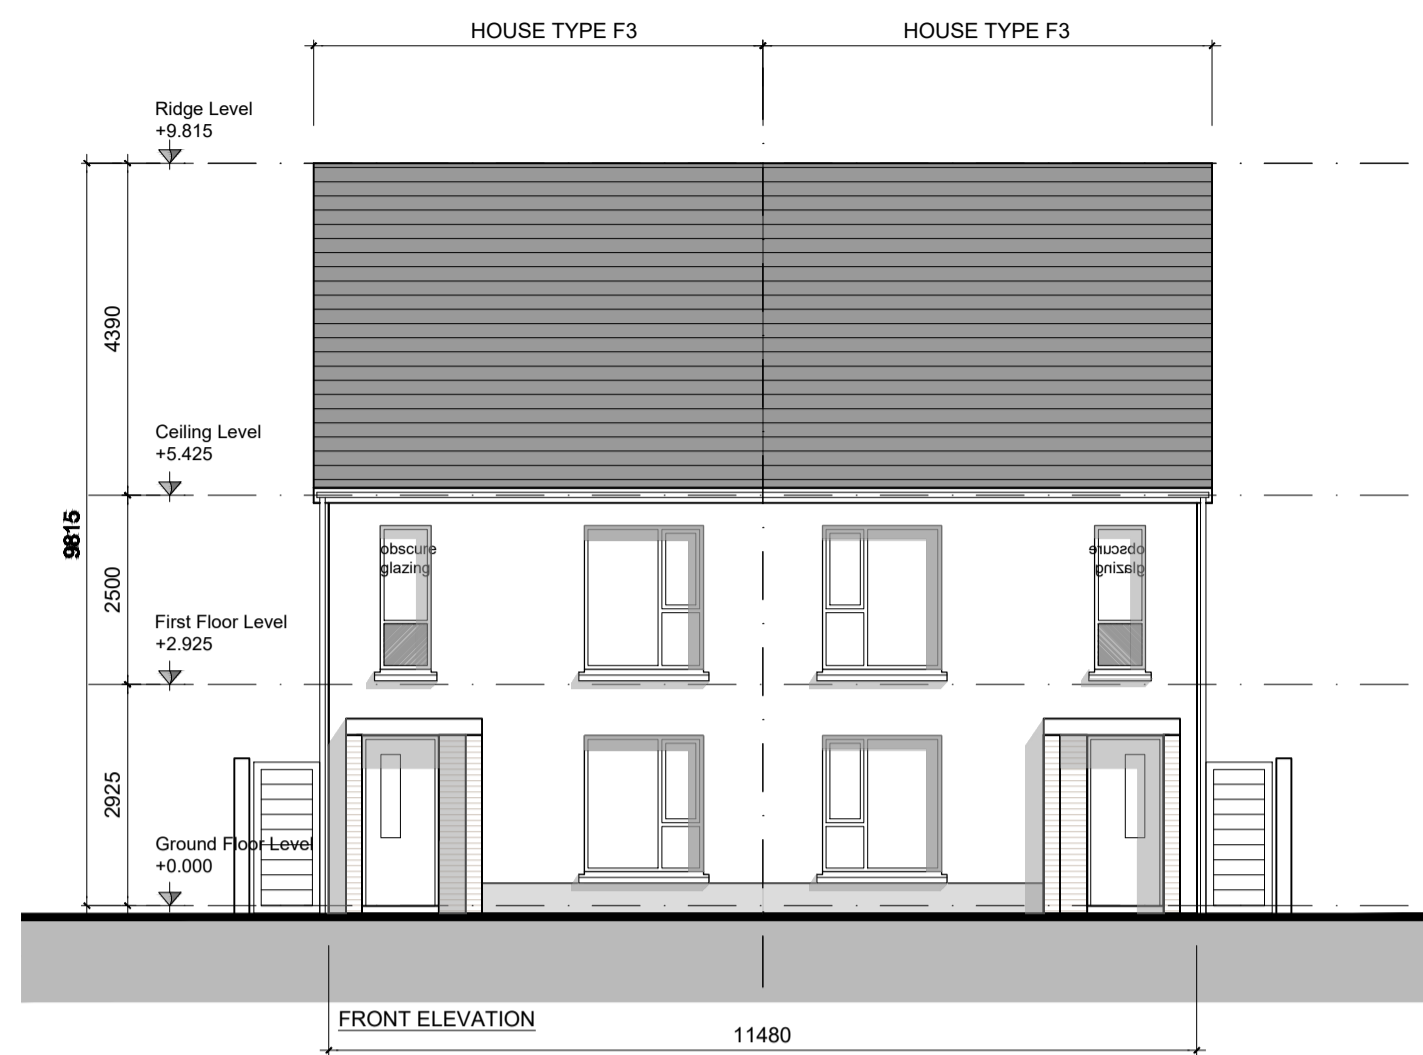 HOUSE TYPE F3
HOUSE TYPE F3
Ridge Level
+9.815
4390
Ceiling Level
+5.425
9815
obscure
glazing
obscure
glazing
2500
First Floor Level
+2.925
2925
Ground Floor Level
+0.000
FRONT ELEVATION
11480